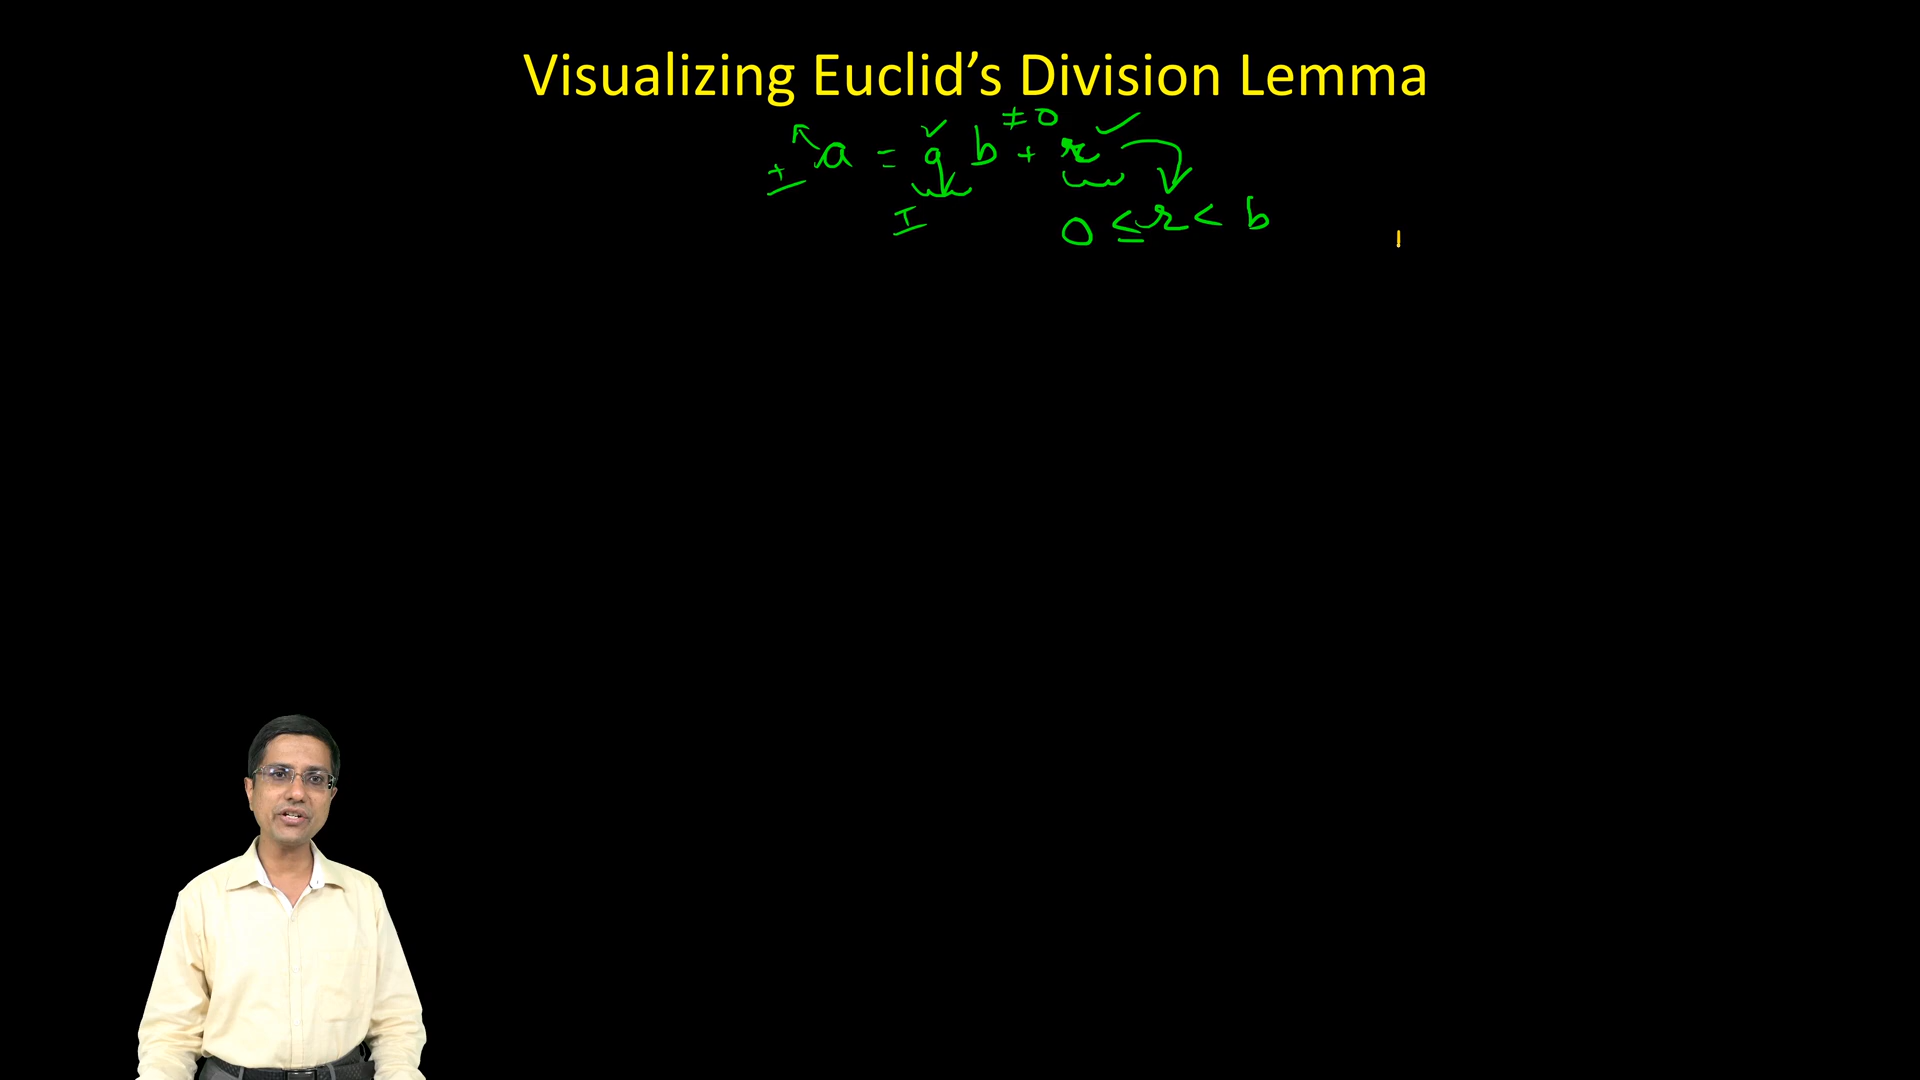 Visualizing Euclid's Division Lemma
± a = q b ≠ 0 + r
I 0 ≤ r < b